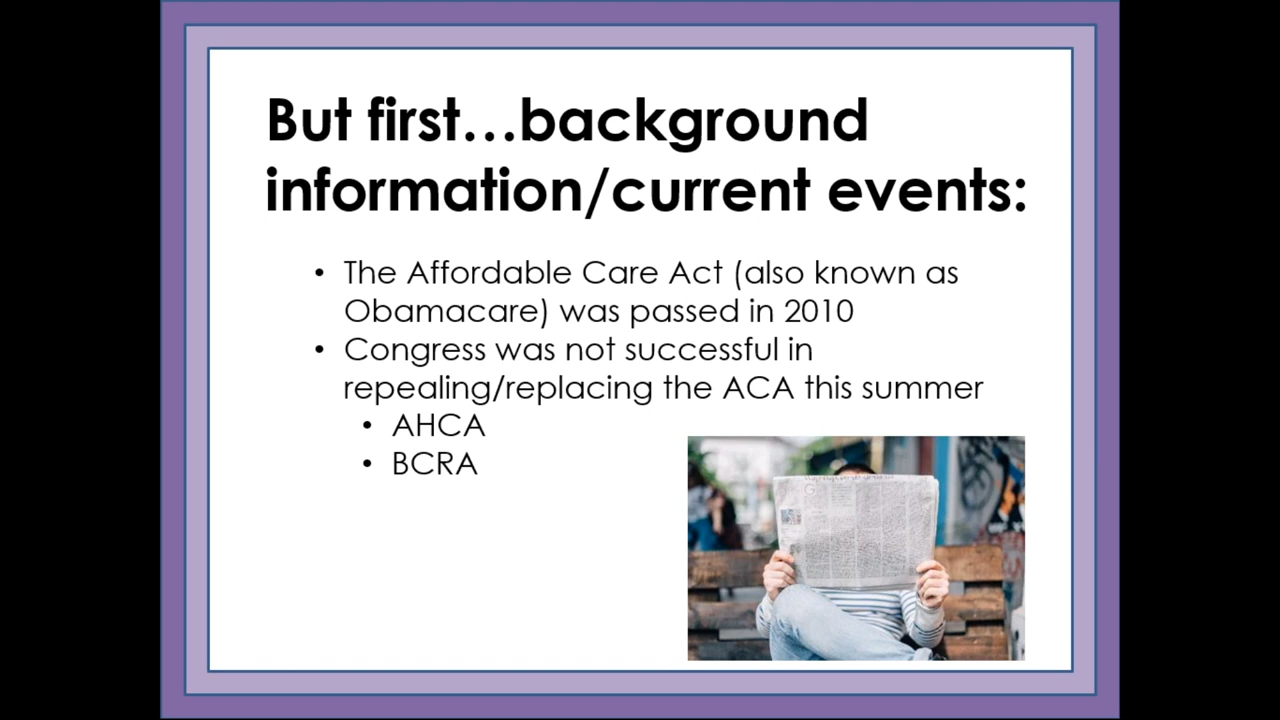 But first…background
information/current events:
• The Affordable Care Act (also known as
Obamacare) was passed in 2010
• Congress was not successful in
repealing/replacing the ACA this summer
• AHCA
• BCRA